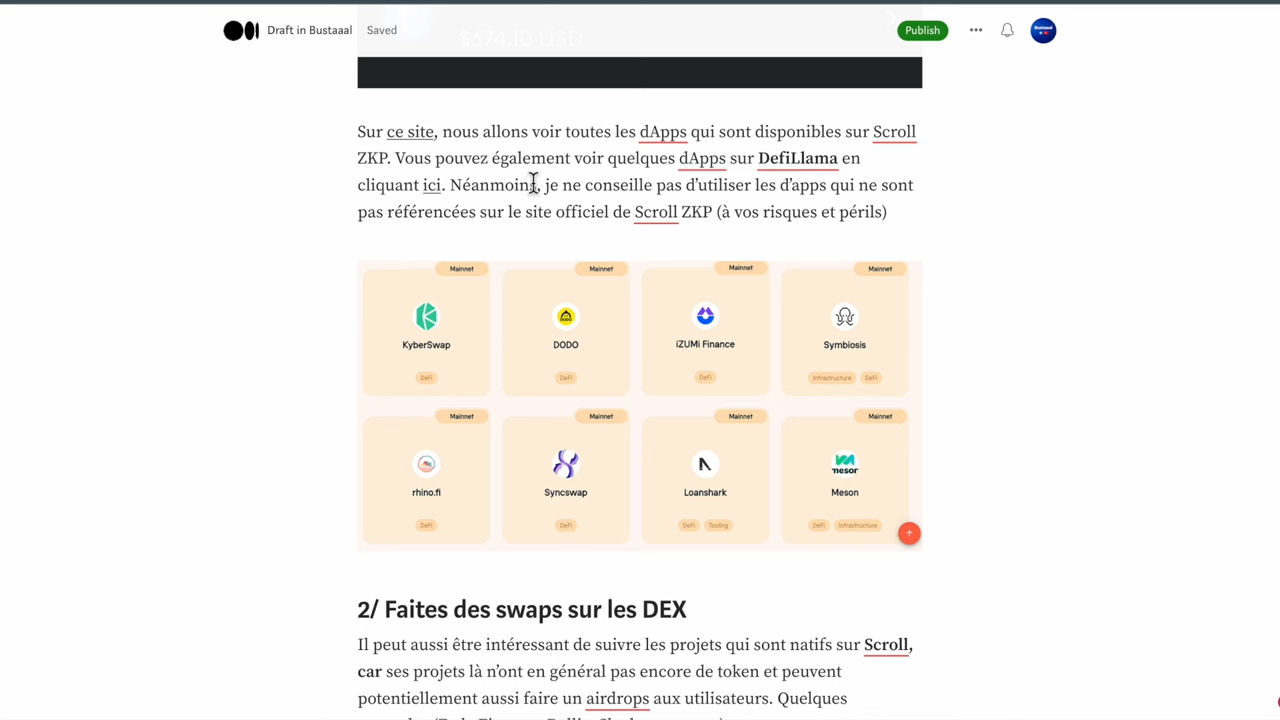 Draft in Bustaaal Saved
$674.10 USD
Publish
Sur ce site, nous allons voir toutes les dApps qui sont disponibles sur Scroll
ZKP. Vous pouvez également voir quelques dApps sur DefiLlama en
cliquant ici. Néanmoins, je ne conseille pas d’utiliser les d’apps qui ne sont
pas référencées sur le site officiel de Scroll ZKP (à vos risques et périls)
Mainnet Mainnet Mainnet Mainnet
KyberSwap DODO iZUMi Finance Symbiosis
DeFi DeFi DeFi Infrastructure DeFi
Mainnet Mainnet Mainnet Mainnet
rhino.fi Syncswap Loanshark Meson
DeFi DeFi DeFi Tooling DeFi Infrastructure
2/ Faites des swaps sur les DEX
Il peut aussi être intéressant de suivre les projets qui sont natifs sur Scroll,
car ses projets là n’ont en général pas encore de token et peuvent
potentiellement aussi faire un airdrops aux utilisateurs. Quelques